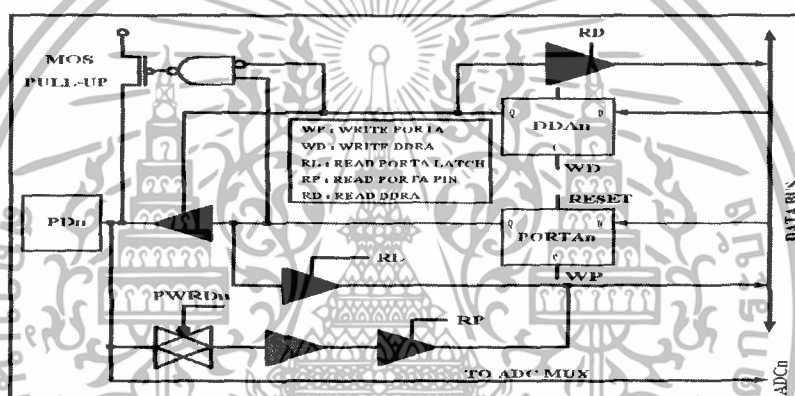 RD
MOS
PULL-UP
Q
D
DDAn
C
WP : WRITE PORTA
WD : WRITE DDRA
RL : READ PORTA LATCH
RP : READ PORTA PIN
RD : READ DDRA
WD
RESET
PDn
Q
D
PORTAn
C
WP
DATA BUS
RL
PWRDn
RP
TO ADC MUX
ADCn